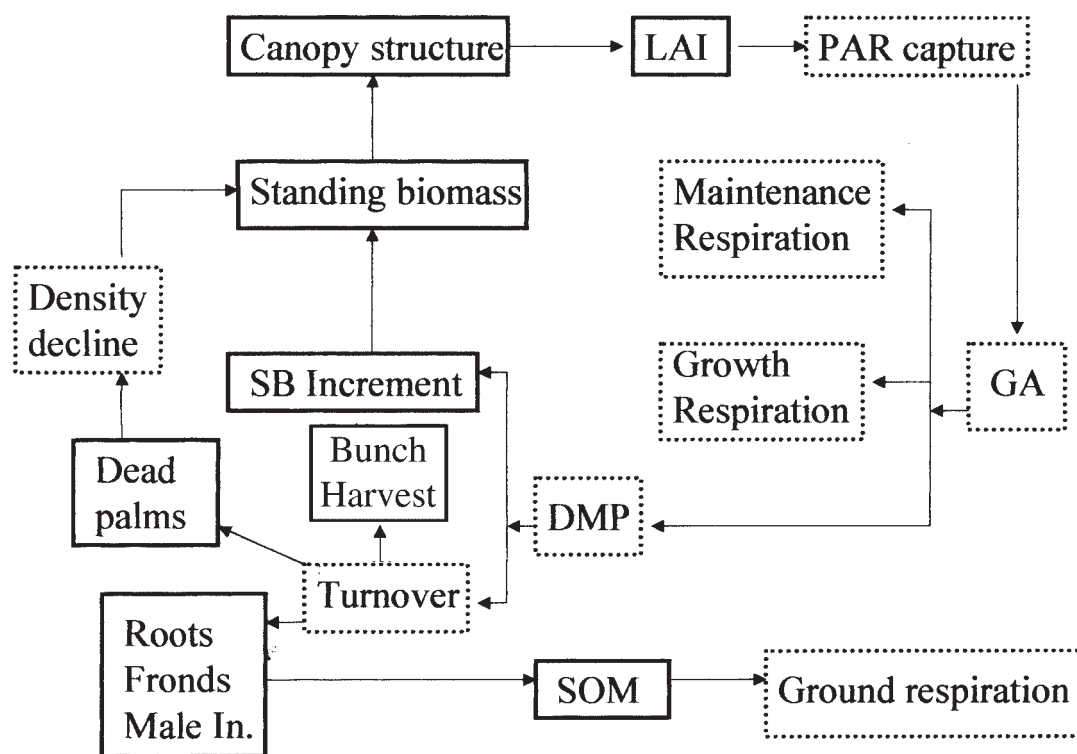 Canopy structure
LAI
PAR capture
Standing biomass
Maintenance
Respiration
Density
decline
SB Increment
Growth
Respiration
GA
Bunch
Harvest
Dead
palms
DMP
Turnover
Roots
Fronds
Male In.
SOM
Ground respiration